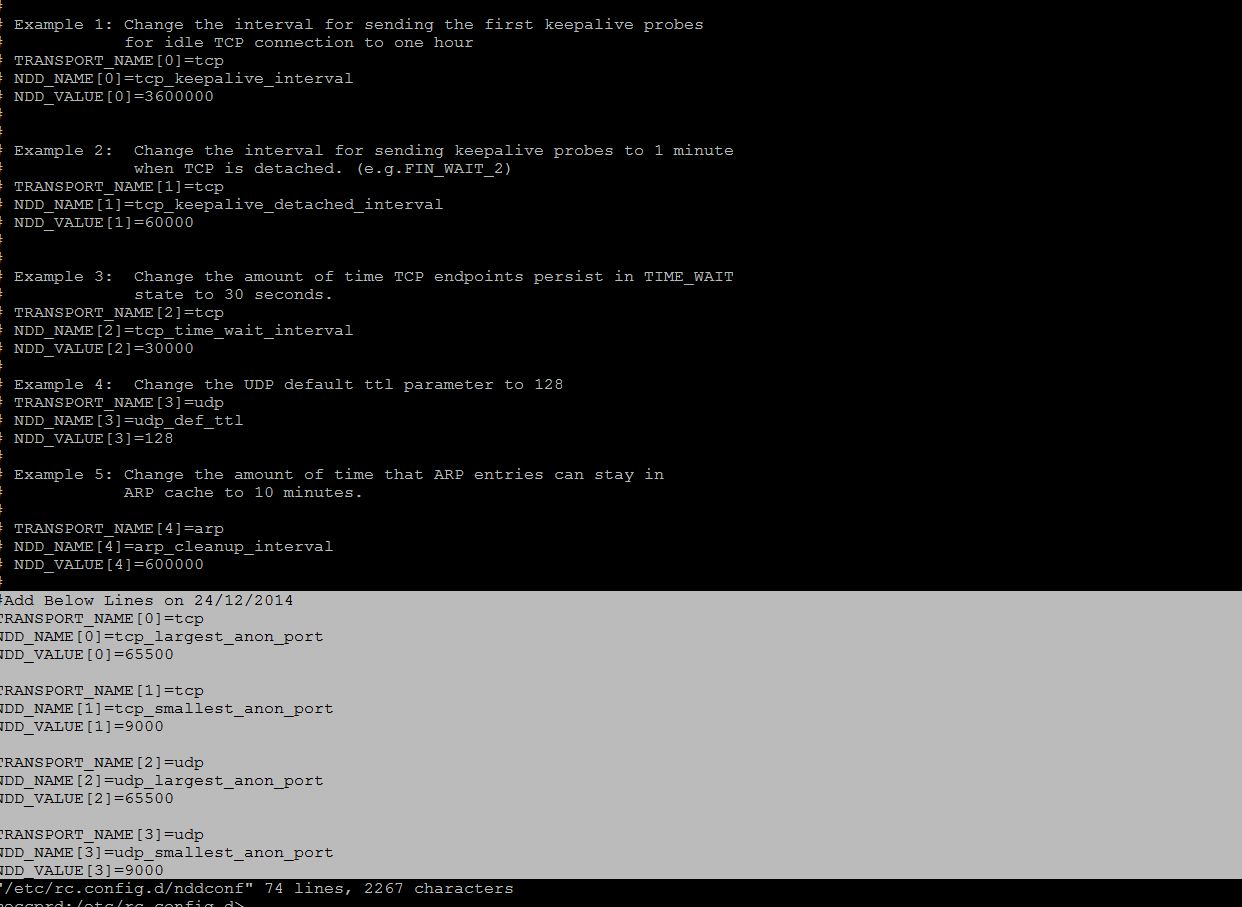 #
# Example 1: Change the interval for sending the first keepalive probes
# for idle TCP connection to one hour
# TRANSPORT_NAME[0]=tcp
# NDD_NAME[0]=tcp_keepalive_interval
# NDD_VALUE[0]=3600000
#
#
# Example 2: Change the interval for sending keepalive probes to 1 minute
# when TCP is detached. (e.g.FIN_WAIT_2)
# TRANSPORT_NAME[1]=tcp
# NDD_NAME[1]=tcp_keepalive_detached_interval
# NDD_VALUE[1]=60000
#
#
# Example 3: Change the amount of time TCP endpoints persist in TIME_WAIT
# state to 30 seconds.
# TRANSPORT_NAME[2]=tcp
# NDD_NAME[2]=tcp_time_wait_interval
# NDD_VALUE[2]=30000
#
# Example 4: Change the UDP default ttl parameter to 128
# TRANSPORT_NAME[3]=udp
# NDD_NAME[3]=udp_def_ttl
# NDD_VALUE[3]=128
#
# Example 5: Change the amount of time that ARP entries can stay in
# ARP cache to 10 minutes.
#
# TRANSPORT_NAME[4]=arp
# NDD_NAME[4]=arp_cleanup_interval
# NDD_VALUE[4]=600000
#
#Add Below Lines on 24/12/2014
TRANSPORT_NAME[0]=tcp
NDD_NAME[0]=tcp_largest_anon_port
NDD_VALUE[0]=65500
TRANSPORT_NAME[1]=tcp
NDD_NAME[1]=tcp_smallest_anon_port
NDD_VALUE[1]=9000
TRANSPORT_NAME[2]=udp
NDD_NAME[2]=udp_largest_anon_port
NDD_VALUE[2]=65500
TRANSPORT_NAME[3]=udp
NDD_NAME[3]=udp_smallest_anon_port
NDD_VALUE[3]=9000
"/etc/rc.config.d/nddconf" 74 lines, 2267 characters
:/etc/rc.config.d>